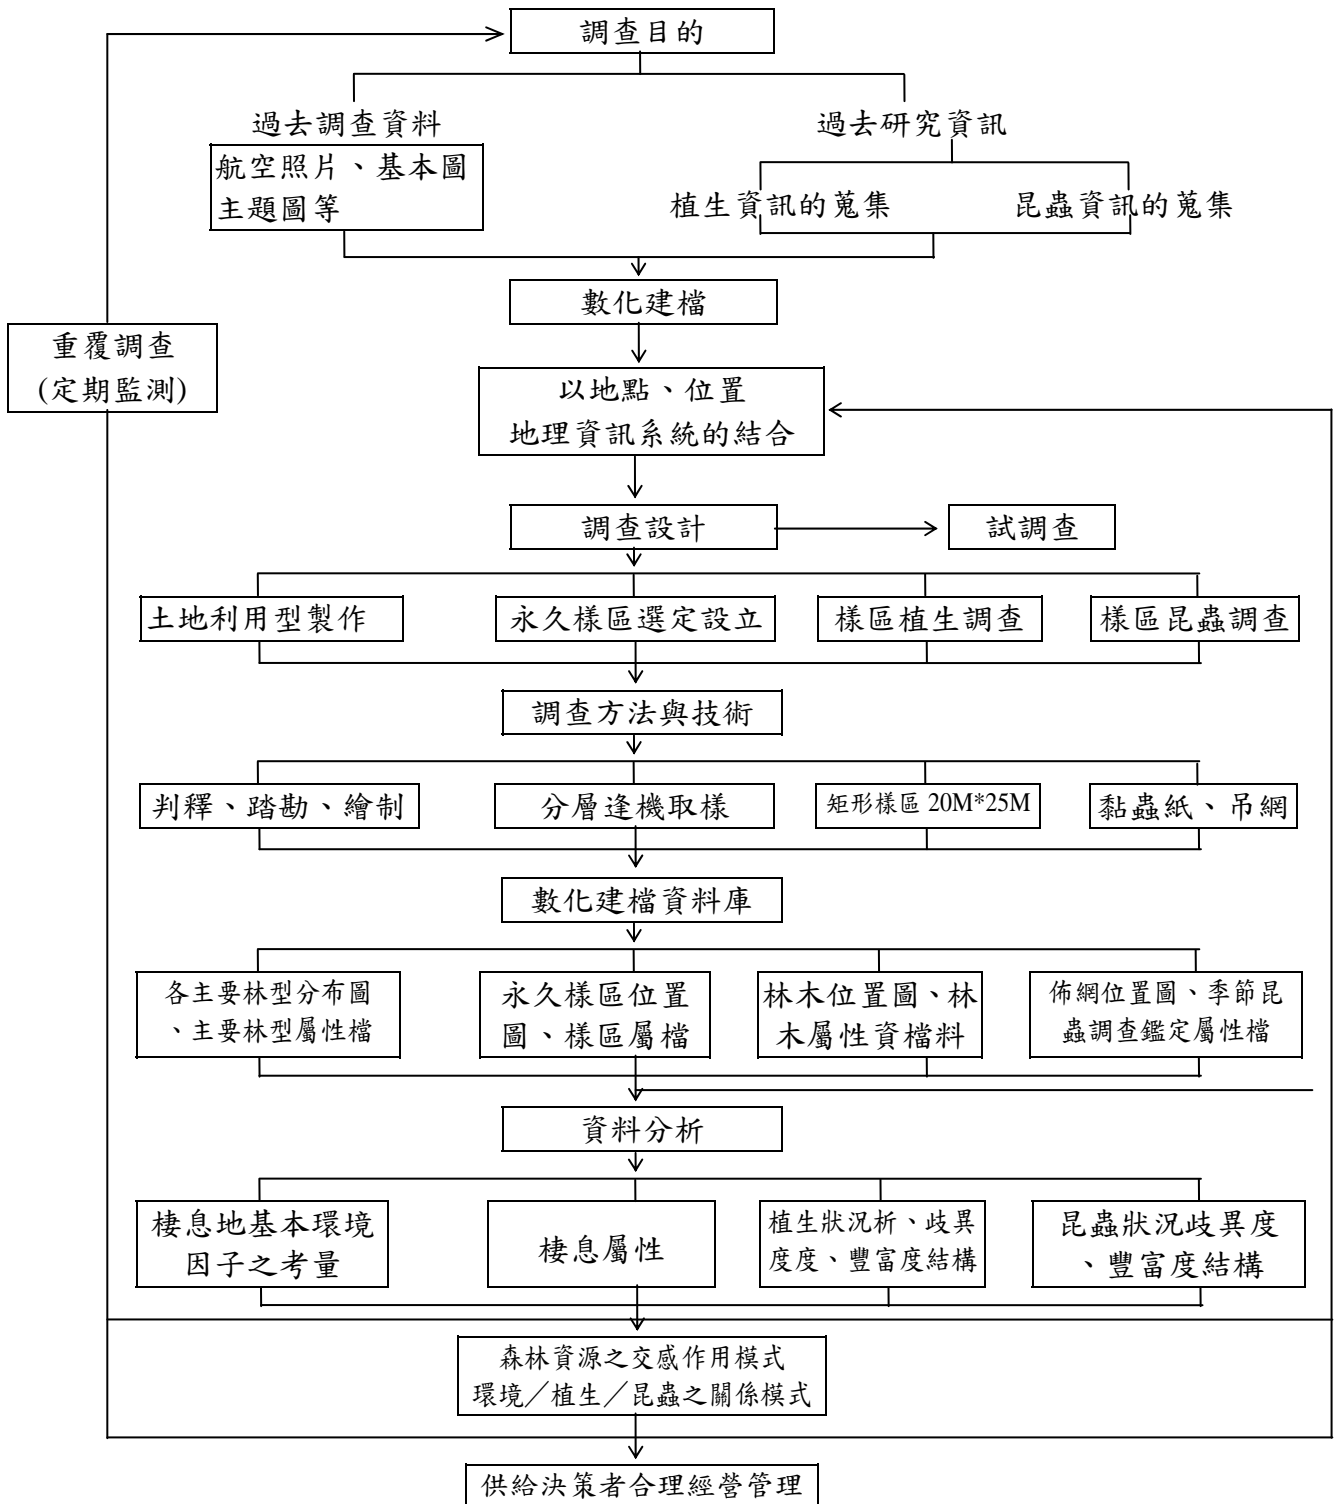 調查目的
過去調查資料
過去研究資訊
航空照片、基本圖
主題圖等
植生資訊的蒐集
昆蟲資訊的蒐集
數化建檔
重覆調查
(定期監測)
以地點、位置
地理資訊系統的結合
調查設計
試調查
土地利用型製作
永久樣區選定設立
樣區植生調查
樣區昆蟲調查
調查方法與技術
判釋、踏勘、繪制
分層逢機取樣
矩形樣區 20M*25M
黏蟲紙、吊網
數化建檔資料庫
各主要林型分布圖
、主要林型屬性檔
永久樣區位置
圖、樣區屬檔
林木位置圖、林
木屬性資檔料
佈網位置圖、季節昆
蟲調查鑑定屬性檔
資料分析
棲息地基本環境
因子之考量
棲息屬性
植生狀況析、歧異
度度、豐富度結構
昆蟲狀況歧異度
、豐富度結構
森林資源之交感作用模式
環境／植生／昆蟲之關係模式
供給決策者合理經營管理